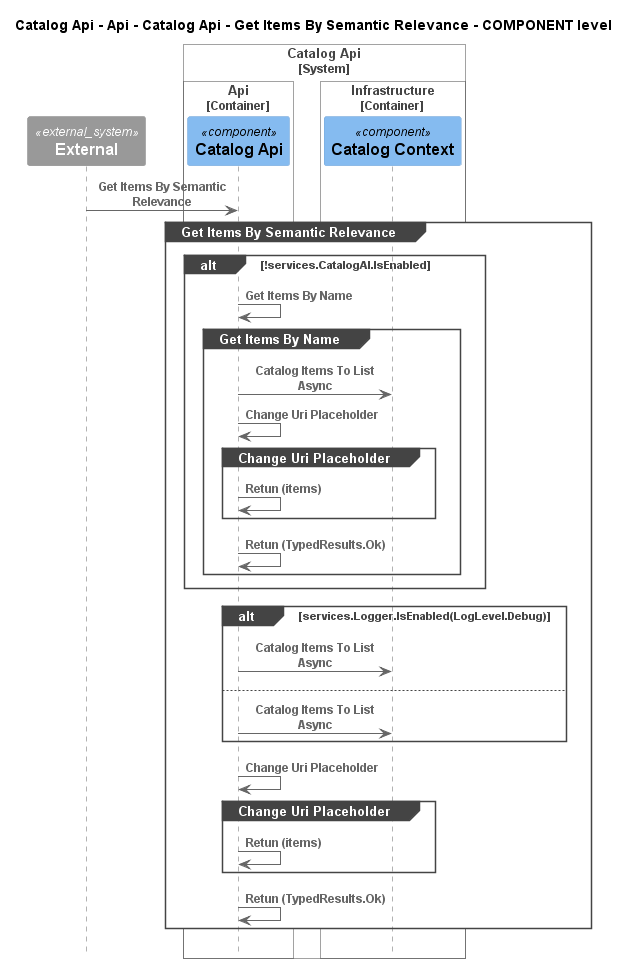 Catalog Api - Api - Catalog Api - Get Items By Semantic Relevance - COMPONENT level
Catalog Api
[System]
Api
[Container]
Infrastructure
[Container]
«external_system»
External
«component»
Catalog Api
«component»
Catalog Context
Get Items By Semantic
Relevance
Get Items By Semantic Relevance
alt [!services.CatalogAI.IsEnabled]
Get Items By Name
Get Items By Name
Catalog Items To List
Async
Change Uri Placeholder
Change Uri Placeholder
Retun (items)
Retun (TypedResults.Ok)
alt [services.Logger.IsEnabled(LogLevel.Debug)]
Catalog Items To List
Async
Catalog Items To List
Async
Change Uri Placeholder
Change Uri Placeholder
Retun (items)
Retun (TypedResults.Ok)